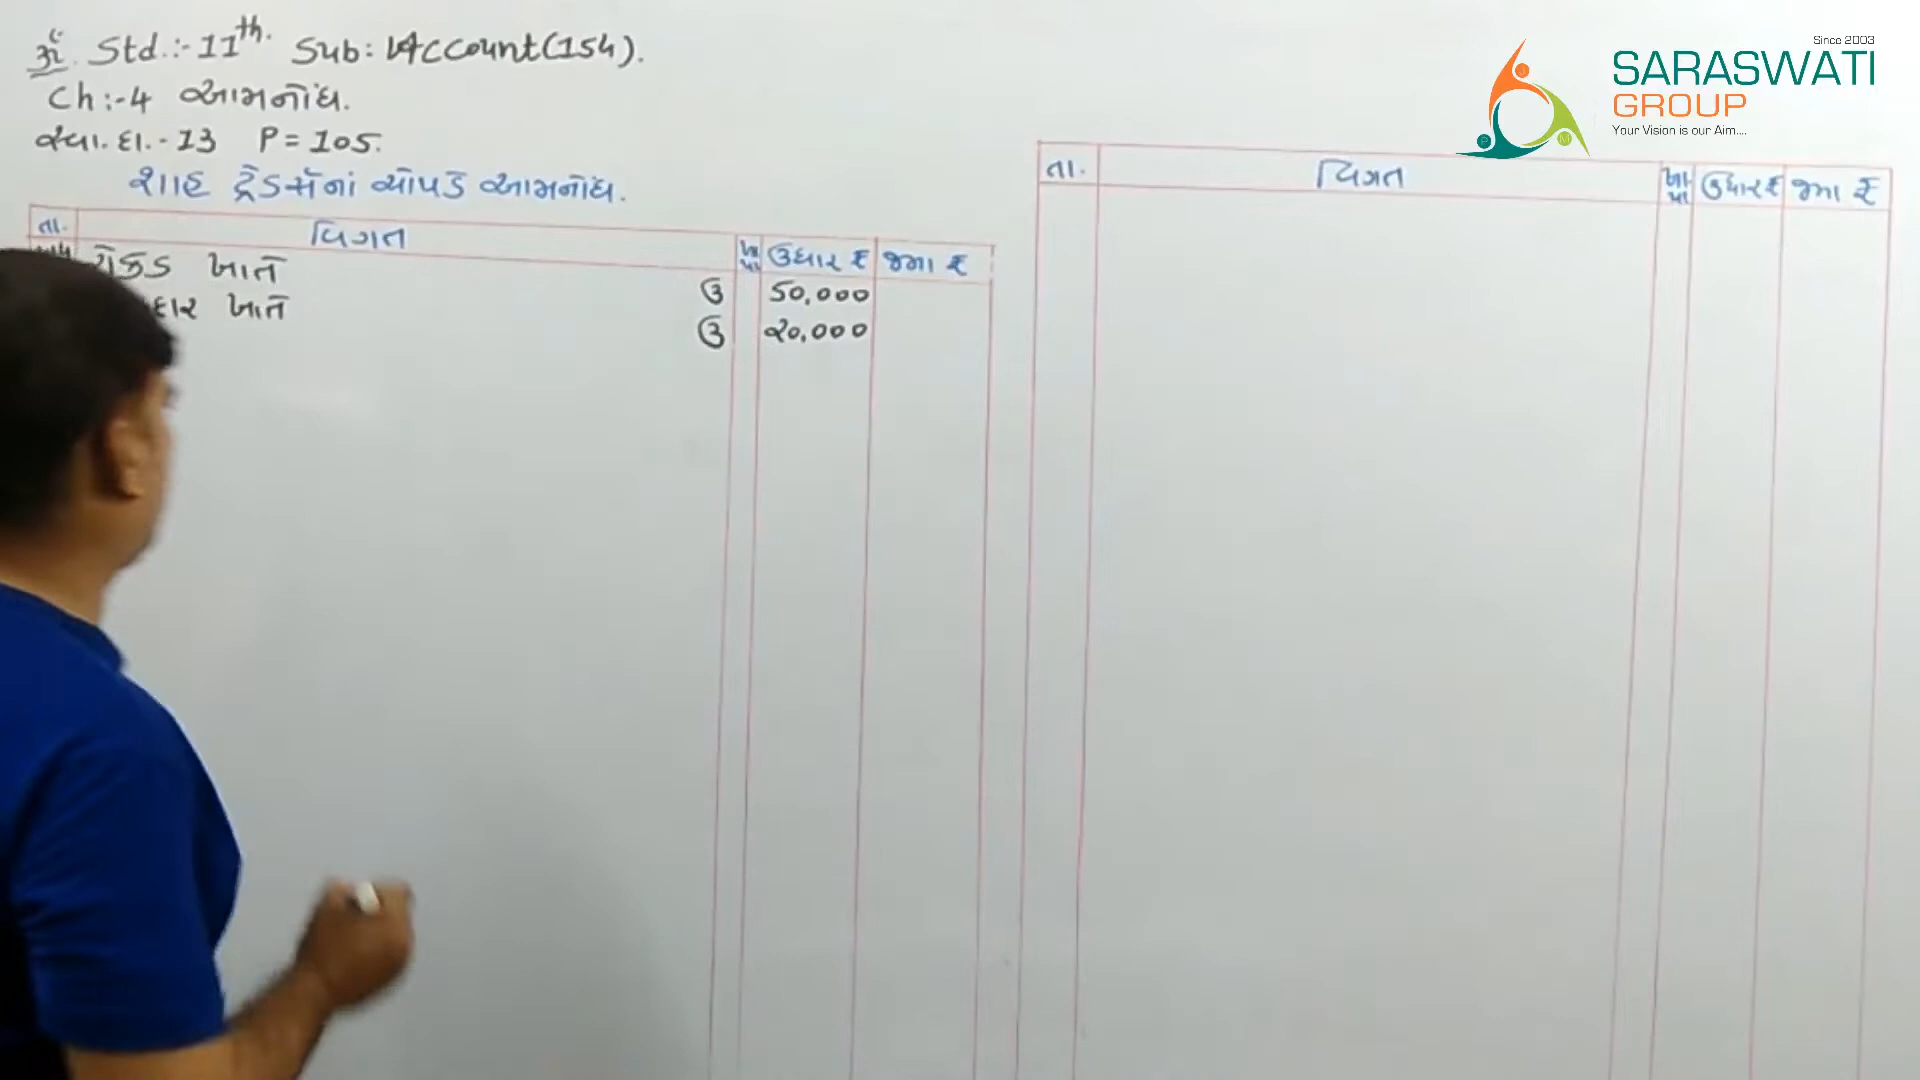 ૐ. Std.:-11th. Sub: Account(154).
Ch:-4 આમનોંધ.
સ્વા.દા.-13 P=105.
શાહ ટ્રેડર્સનાં ચોપડે આમનોંધ.
તા. વિગત ખા પા ઉધાર ₹ જમા ₹
રોકડ ખાતે ઉ 50,000
ખાતે ઉ 20,000
તા. વિગત ખા. પા ઉધાર ₹ જમા ₹
Since 2003
SARASWATI
GROUP
Your Vision is our Aim....